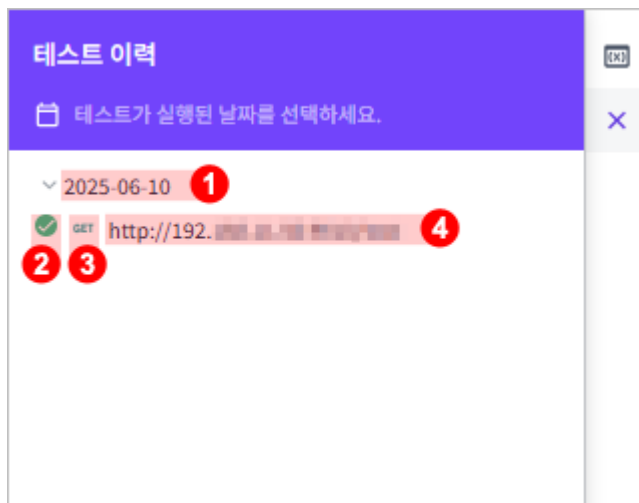 테스트 이력
(x)
테스트가 실행된 날짜를 선택하세요.
2025-06-10 1
GET http://192. 4
2 3